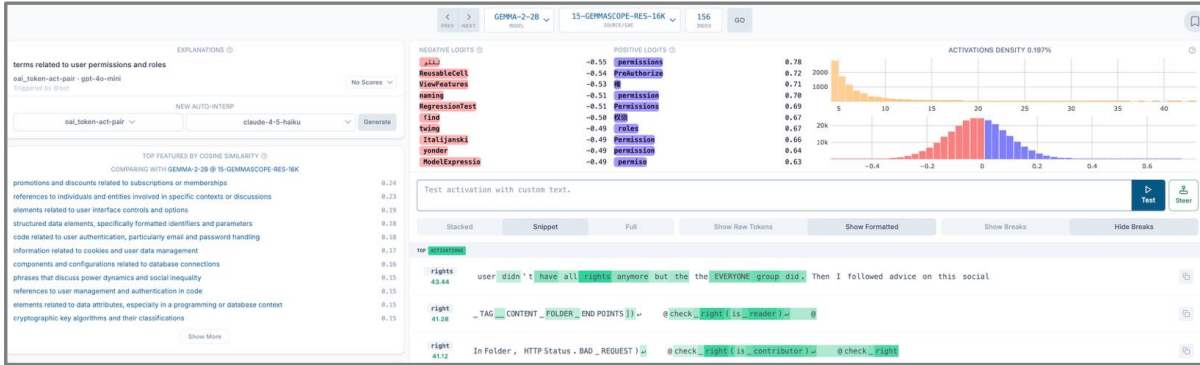 PREV NEXT
GEMMA-2-2B
MODEL
15-GEMMASCOPE-RES-16K
SOURCE/SAE
156
INDEX
GO
EXPLANATIONS
terms related to user permissions and roles
oai_token-act-pair · gpt-4o-mini
Triggered by @bot
No Scores
NEW AUTO-INTERP
oai_token-act-pair
claude-4-5-haiku
Generate
TOP FEATURES BY COSINE SIMILARITY
COMPARING WITH GEMMA-2-2B @ 15-GEMMASCOPE-RES-16K
promotions and discounts related to subscriptions or memberships 0.24
references to individuals and entities involved in specific contexts or discussions 0.23
elements related to user interface controls and options 0.19
structured data elements, specifically formatted identifiers and parameters 0.18
code related to user authentication, particularly email and password handling 0.18
information related to cookies and user data management 0.17
components and configurations related to database connections 0.16
phrases that discuss power dynamics and social inequality 0.15
references to user management and authentication in code 0.15
elements related to data attributes, especially in a programming or database context 0.15
cryptographic key algorithms and their classifications 0.15
Show More
NEGATIVE LOGITS
-0.55
ReusableCell -0.54
ViewFeatures -0.53
naming -0.51
RegressionTest -0.51
find -0.50
twimg -0.49
Italijanski -0.49
yonder -0.49
ModelExpressio -0.49
POSITIVE LOGITS
permissions 0.78
PreAuthorize 0.72
0.71
permission 0.70
Permissions 0.69
0.67
roles 0.67
Permission 0.66
permission 0.64
permiso 0.63
ACTIVATIONS DENSITY 0.197%
2000
1000
5 10 15 20 25 30 35 40
20k
10k
-0.4 -0.2 0 0.2 0.4 0.6
Test activation with custom text.
Test
Steer
Stacked Snippet Full Show Raw Tokens Show Formatted Show Breaks Hide Breaks
TOP ACTIVATIONS
rights
43.44
user didn't have all rights anymore but the the EVERYONE group did. Then I followed advice on this social
right
41.28
_TAG__CONTENT_FOLDER_ENDPOINTS])↵ @check_right(is_reader)↵ @
right
41.12
InFolder, HTTPStatus.BAD_REQUEST)↵ @check_right(is_contributor)↵ @check_right